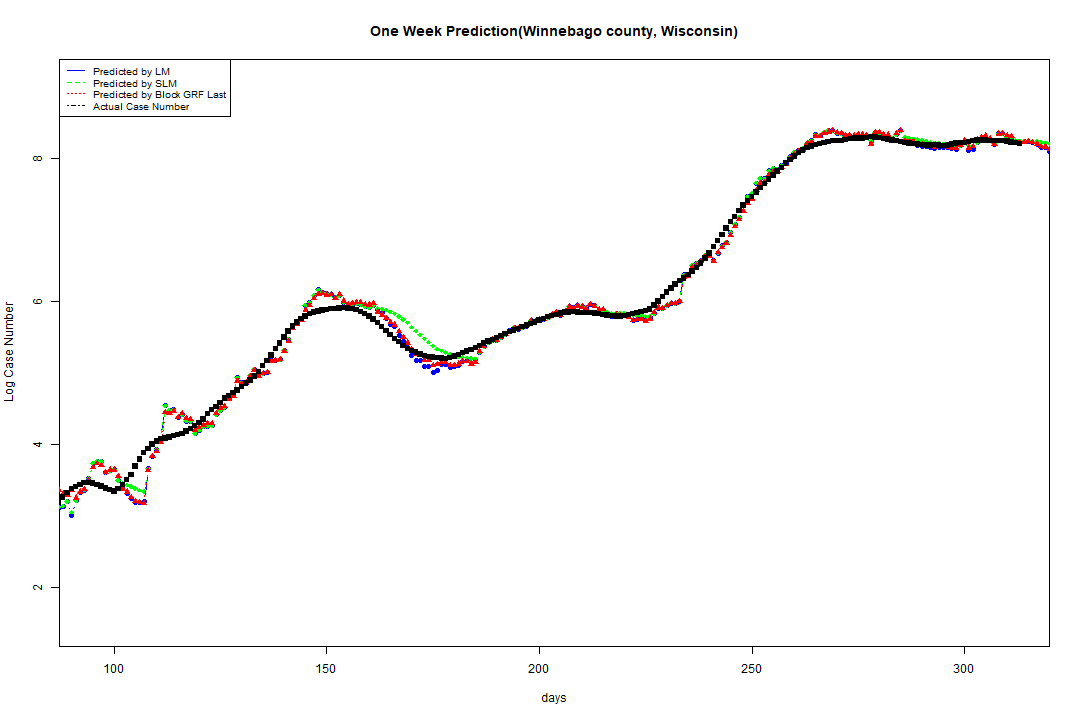 One Week Prediction(Winnebago county, Wisconsin)
Predicted by LM
Predicted by SLM
Predicted by Block GRF Last
Actual Case Number
Log Case Number
8
6
4
2
100 150 200 250 300
days